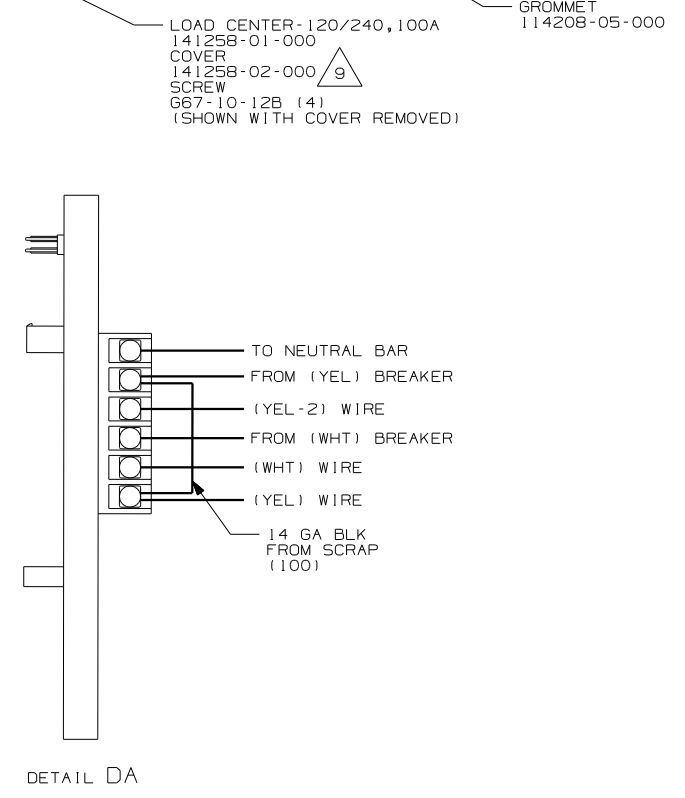 GROMMET
114208-05-000
LOAD CENTER-120/240,100A
141258-01-000
COVER
141258-02-000 9
SCREW
G67-10-12B (4)
(SHOWN WITH COVER REMOVED)
TO NEUTRAL BAR
FROM (YEL) BREAKER
(YEL-2) WIRE
FROM (WHT) BREAKER
(WHT) WIRE
(YEL) WIRE
14 GA BLK
FROM SCRAP
(100)
DETAIL DA